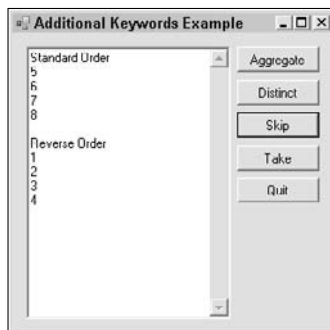 Additional Keywords Example
Standard Order
5
6
7
8
Reverse Order
1
2
3
4
Aggregate
Distinct
Skip
Take
Quit